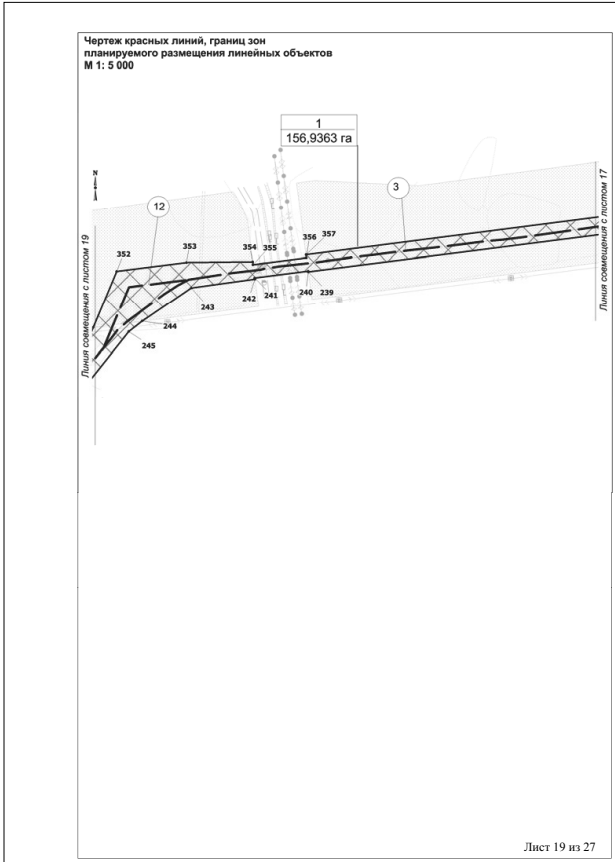 Чертеж красных линий, границ зон
планируемого размещения линейных объектов
М 1: 5 000
1
156,9363 га
N
Линия совмещения с листом 19
Линия совмещения с листом 17
12
3
352
353
354
355
356
357
242
241
240
239
243
244
245
Лист 19 из 27